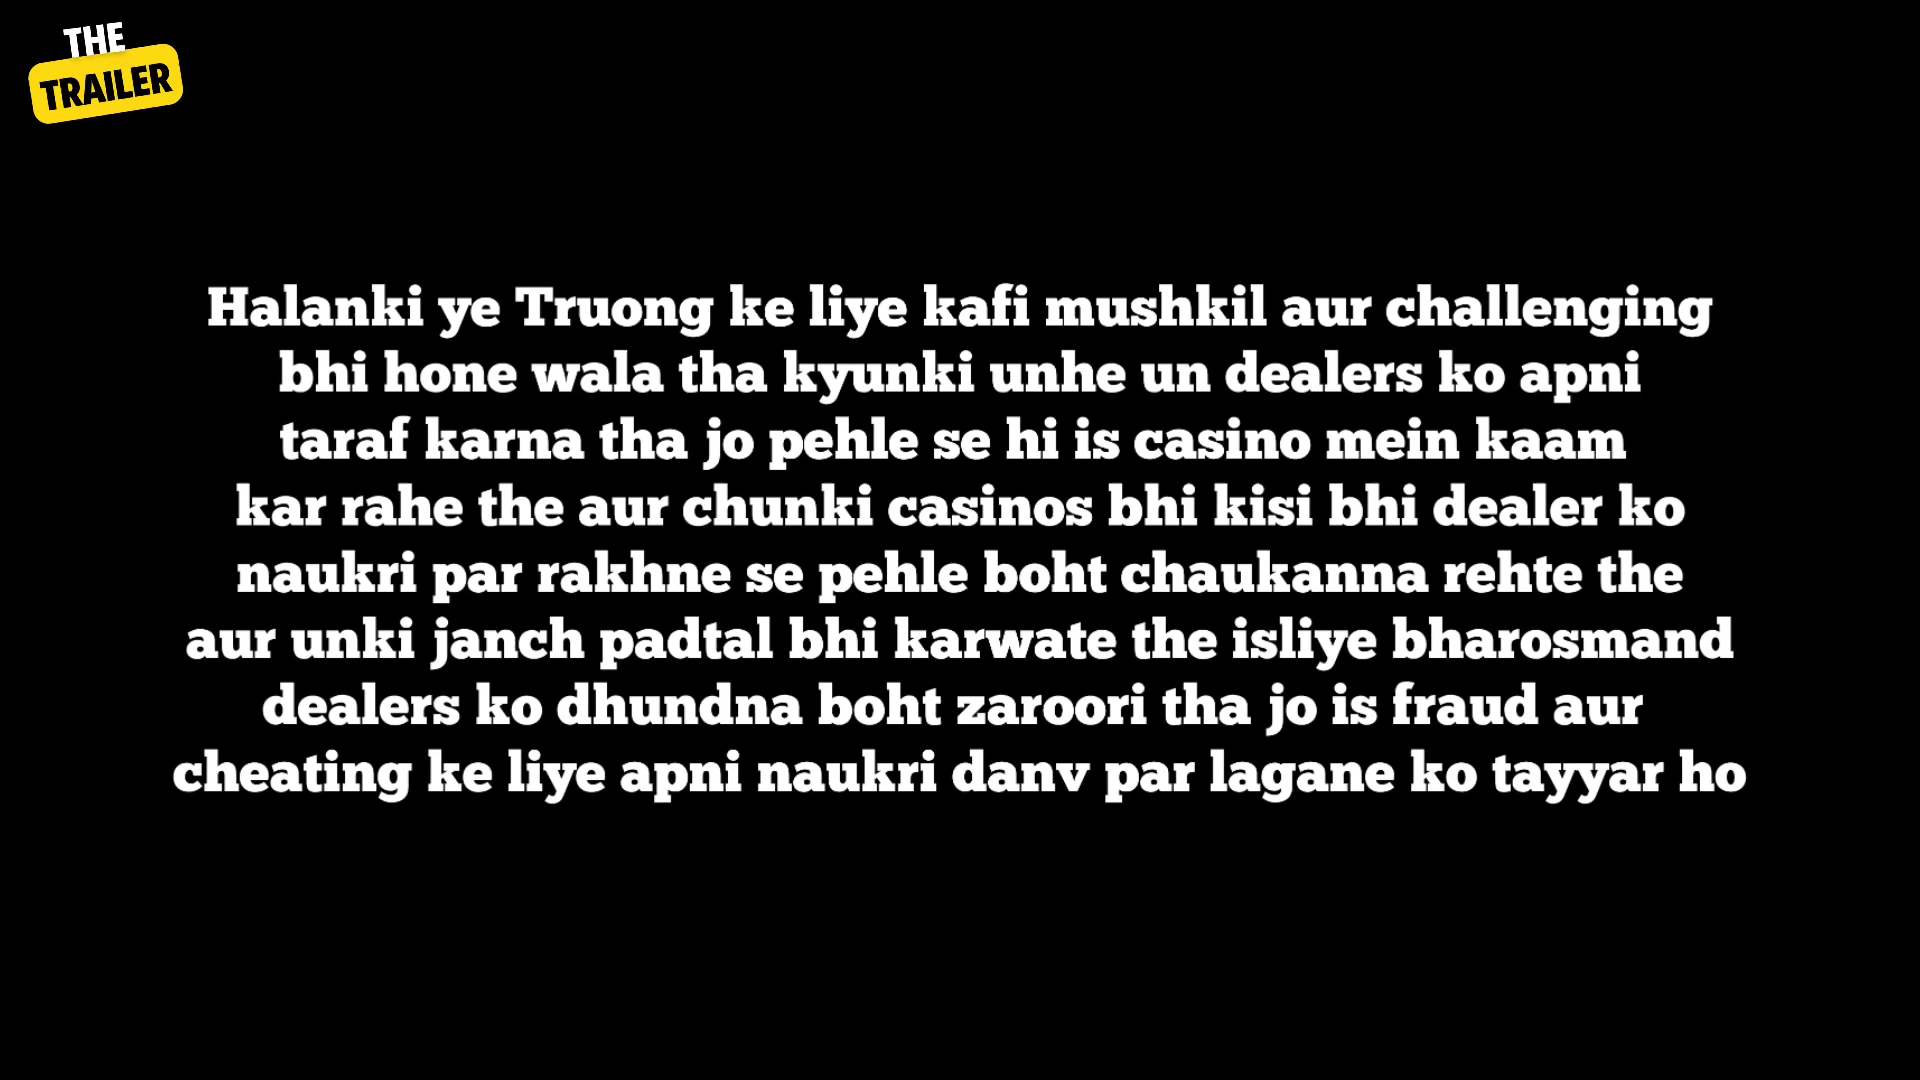 THE
TRAILER
Halanki ye Truong ke liye kafi mushkil aur challenging
bhi hone wala tha kyunki unhe un dealers ko apni
taraf karna tha jo pehle se hi is casino mein kaam
kar rahe the aur chunki casinos bhi kisi bhi dealer ko
naukri par rakhne se pehle boht chaukanna rehte the
aur unki janch padtal bhi karwate the isliye bharosmand
dealers ko dhundna boht zaroori tha jo is fraud aur
cheating ke liye apni naukri danv par lagane ko tayyar ho